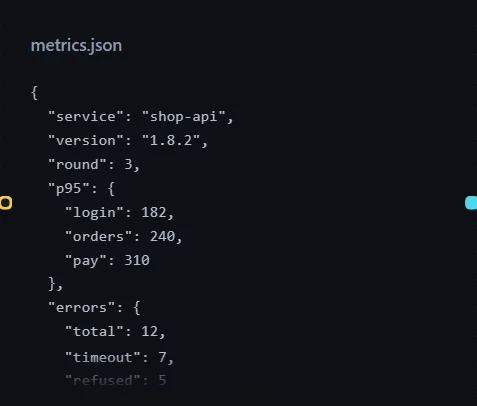 metrics.json
{
  "service": "shop-api",
  "version": "1.8.2",
  "round": 3,
  "p95": {
    "login": 182,
    "orders": 240,
    "pay": 310
  },
  "errors": {
    "total": 12,
    "timeout": 7,
    "refused": 5